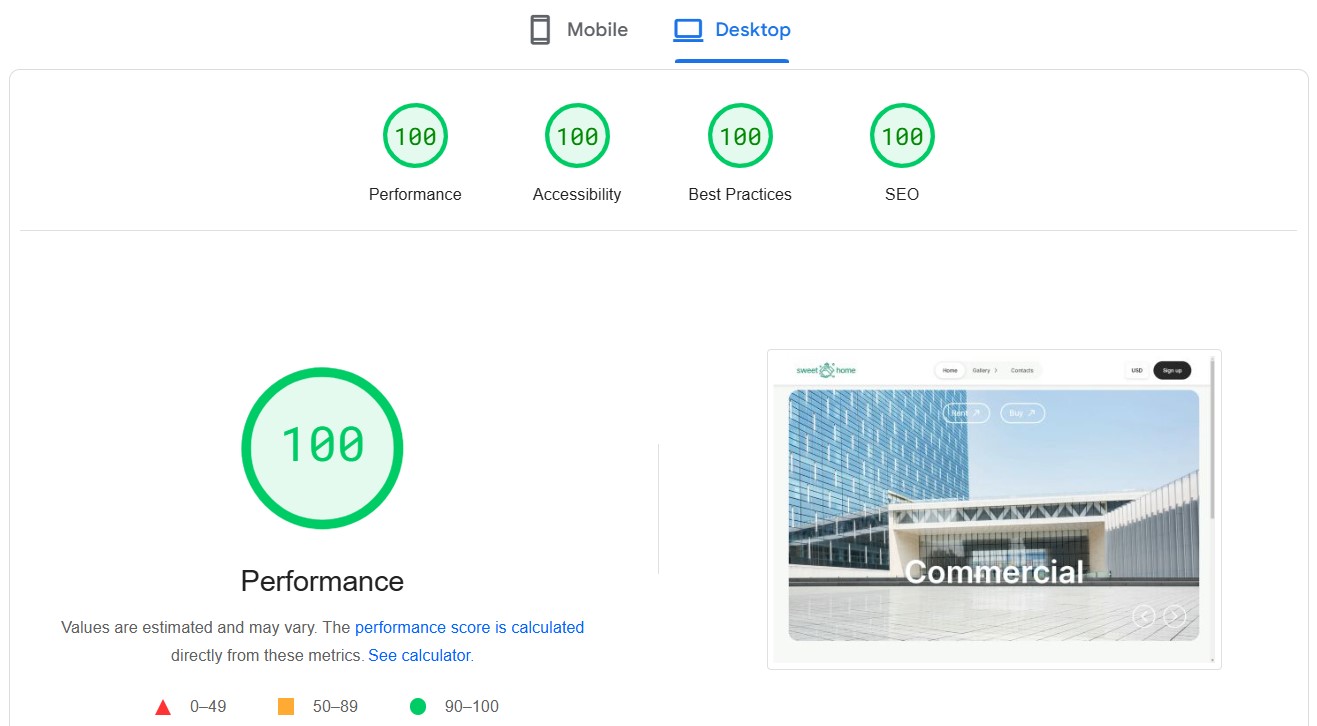 Mobile
Desktop
100
100
100
100
Performance
Accessibility
Best Practices
SEO
100
Performance
Values are estimated and may vary. The performance score is calculated
directly from these metrics. See calculator.
0–49
50–89
90–100
sweet home
Home
Gallery
Contacts
USD
Sign up
Rent
Buy
Commercial